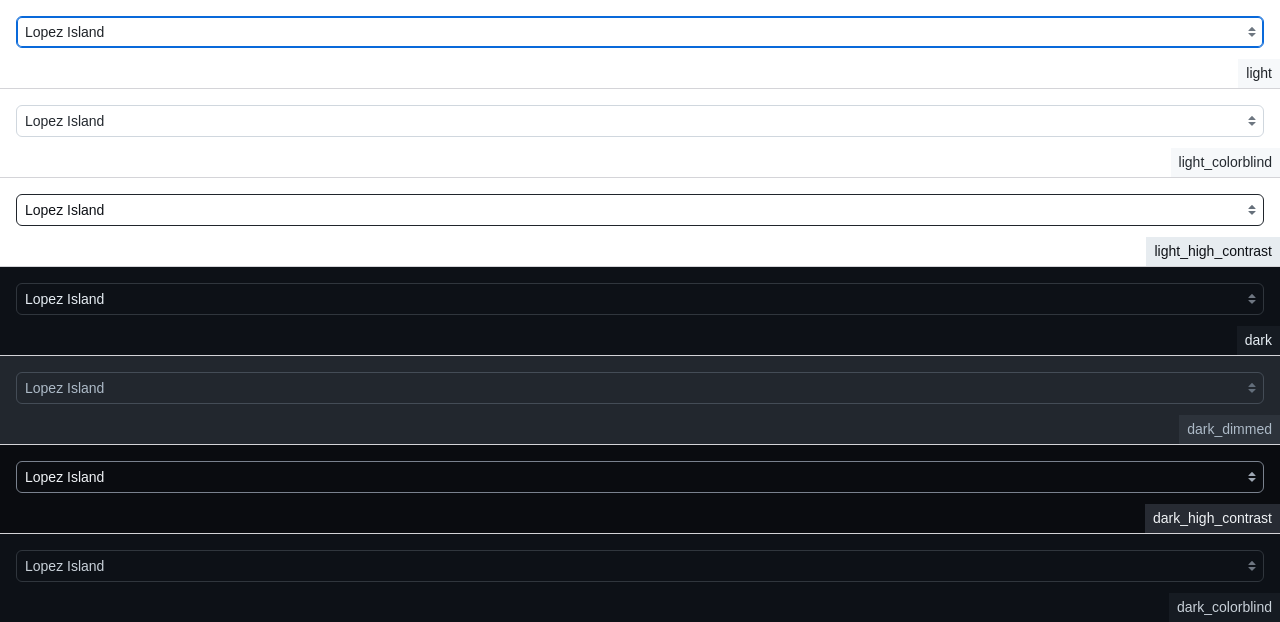 Lopez Island
light
Lopez Island
light_colorblind
Lopez Island
light_high_contrast
Lopez Island
dark
Lopez Island
dark_dimmed
Lopez Island
dark_high_contrast
Lopez Island
dark_colorblind